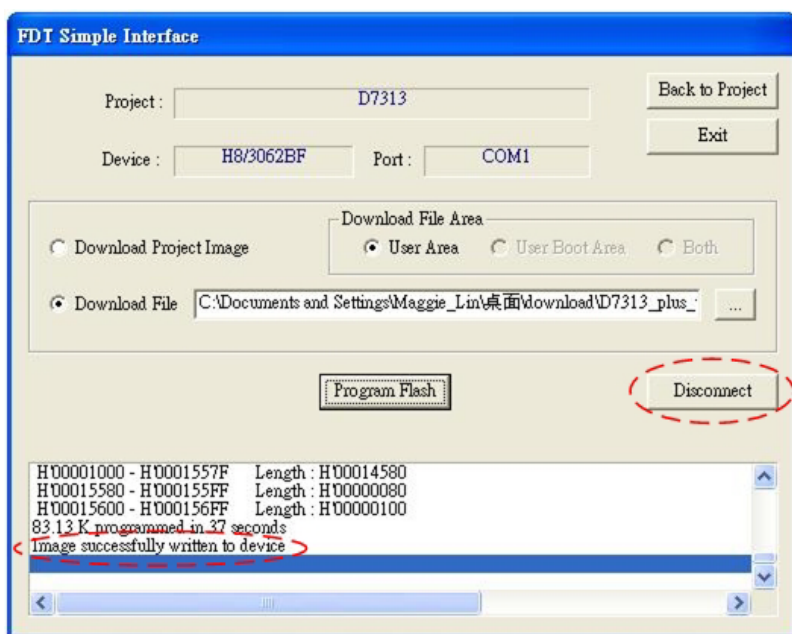 FDT Simple Interface
Project : D7313 Back to Project
Exit
Device : H8/3062BF Port : COM1
Download File Area
Download Project Image User Area User Boot Area Both
Download File C:\Documents and Settings\Maggie_Lin\桌面\download\D7313_plus_ ...
Program Flash Disconnect
H'00001000 - H'0001557F Length : H'00014580
H'00015580 - H'000155FF Length : H'00000080
H'00015600 - H'000156FF Length : H'00000100
83.13 K programmed in 37 seconds
Image successfully written to device